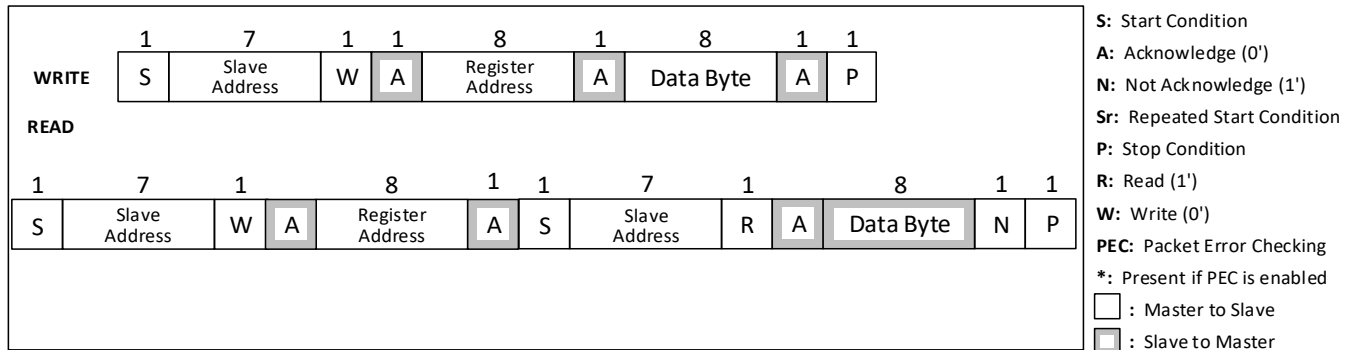 1 7 1 1 8 1 8 1 1
WRITE S Slave Address W A Register Address A Data Byte A P
READ
1 7 1 8 1 1 7 1 8 1 1
S Slave Address W A Register Address A S Slave Address R A Data Byte N P
S: Start Condition
A: Acknowledge (0')
N: Not Acknowledge (1')
Sr: Repeated Start Condition
P: Stop Condition
R: Read (1')
W: Write (0')
PEC: Packet Error Checking
*: Present if PEC is enabled
: Master to Slave
: Slave to Master